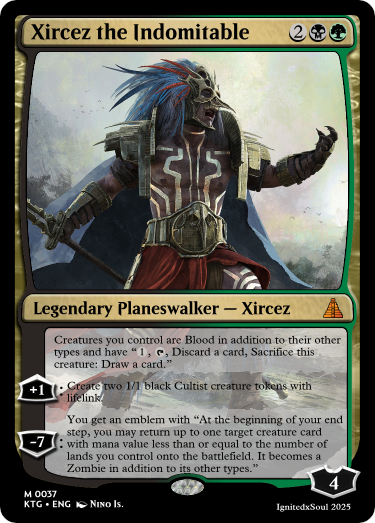 Xircez the Indomitable 2
Legendary Planeswalker — Xircez
Creatures you control are Blood in addition to their other
types and have “1, , Discard a card, Sacrifice this
creature: Draw a card.”
+1: Create two 1/1 black Cultist creature tokens with
lifelink.
You get an emblem with “At the beginning of your end
step, you may return up to one target creature card
-7: with mana value less than or equal to the number of
lands you control onto the battlefield. It becomes a
Zombie in addition to its other types.”
4
M 0037
KTG • ENG Nino Is.
IgnitedxSoul 2025